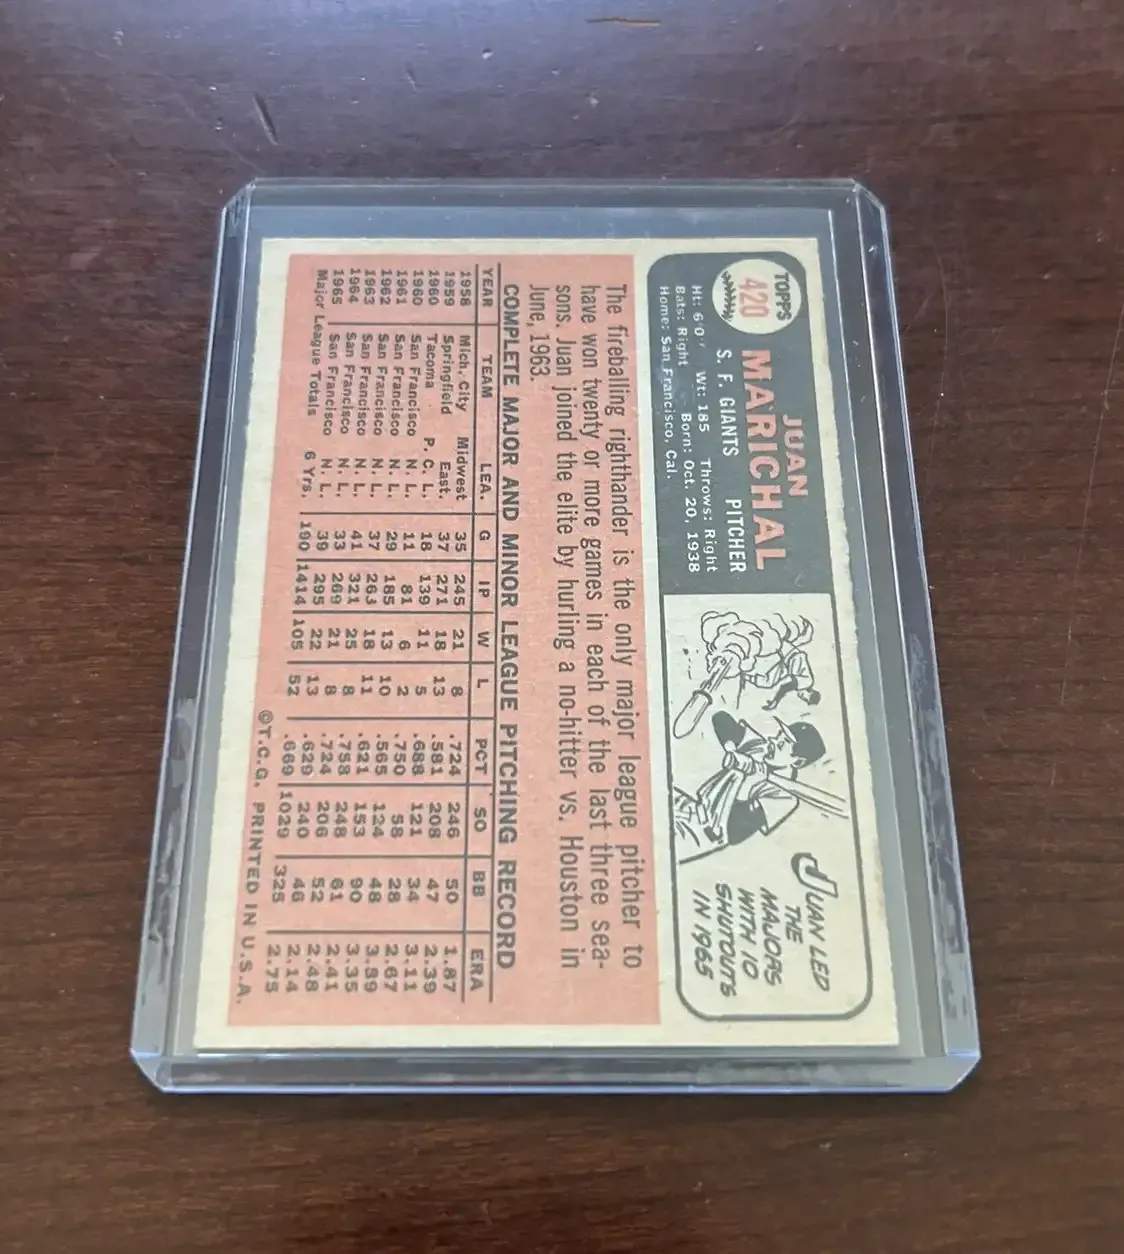 TOPPS
420
JUAN
MARICHAL
S. F. GIANTS PITCHER
Ht: 6'0" Wt: 185 Throws: Right
Bats: Right Born: Oct. 20, 1938
Home: San Francisco, Cal.
JUAN LED
THE
MAJORS
WITH 10
SHUTOUTS
IN 1965
The fireballing righthander is the only major league pitcher to
have won twenty or more games in each of the last three sea-
sons. Juan joined the elite by hurling a no-hitter vs. Houston in
June, 1963.
COMPLETE MAJOR AND MINOR LEAGUE PITCHING RECORD
YEAR TEAM LEA. G IP W L PCT SO BB ERA
1958 Mich. City Midwest 35 245 21 8 .724 246 50 1.87
1959 Springfield East. 37 271 18 13 .581 208 47 2.39
1960 Tacoma P. C. L. 18 139 11 5 .688 121 34 3.11
1960 San Francisco N. L. 11 81 6 2 .750 58 28 2.67
1961 San Francisco N. L. 29 185 13 10 .565 124 48 3.89
1962 San Francisco N. L. 37 263 18 11 .621 153 90 3.35
1963 San Francisco N. L. 41 321 25 8 .758 248 61 2.41
1964 San Francisco N. L. 33 269 21 8 .724 206 52 2.48
1965 San Francisco N. L. 39 295 22 13 .629 240 46 2.14
Major League Totals 6 Yrs. 190 1414 105 52 .669 1029 325 2.75
©T.C.G. PRINTED IN U.S.A.